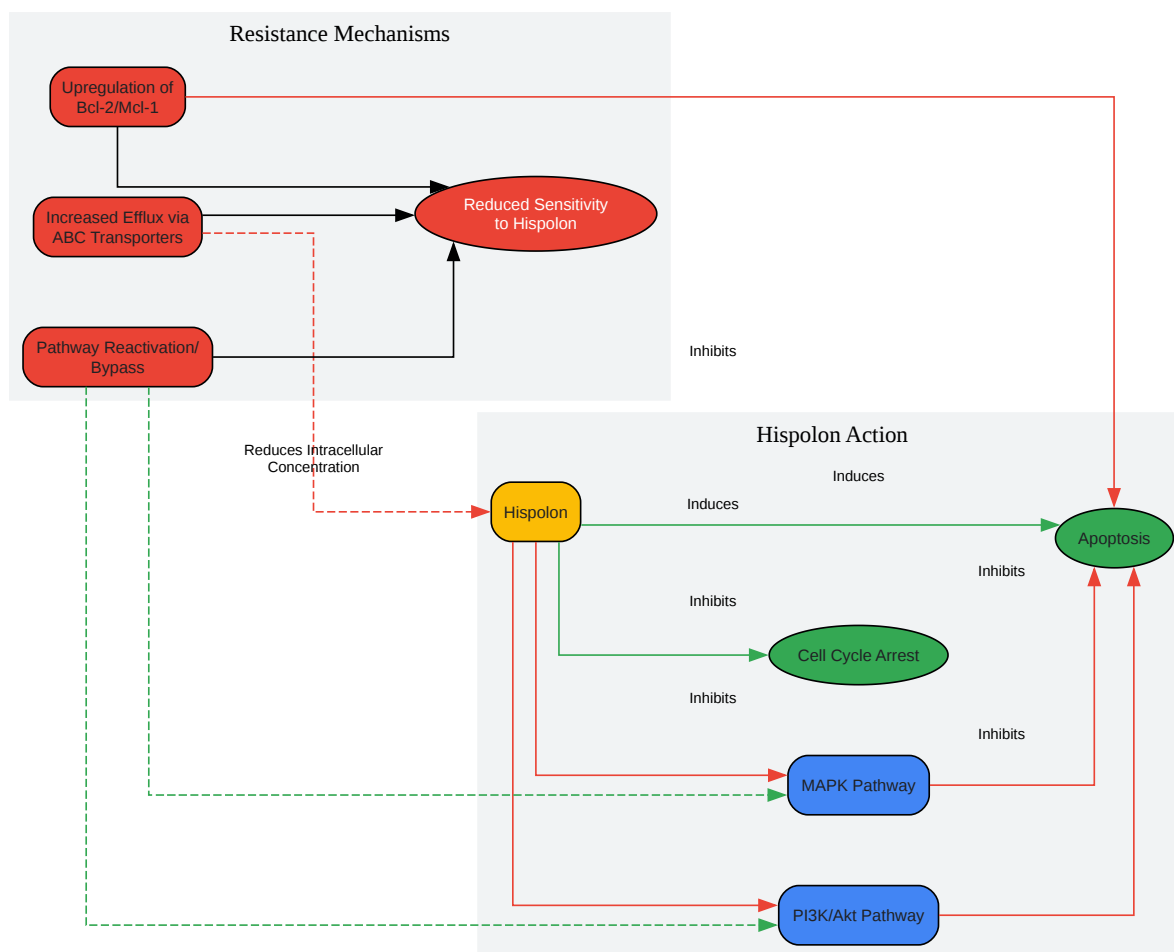 Resistance Mechanisms
Upregulation of
Bcl-2/Mcl-1
Increased Efflux via
ABC Transporters
Reduced Sensitivity
to Hispolon
Pathway Reactivation/
Bypass
Inhibits
Reduces Intracellular
Concentration
Hispolon Action
Induces
Induces
Hispolon
Apoptosis
Inhibits
Inhibits
Cell Cycle Arrest
Inhibits
Inhibits
MAPK Pathway
PI3K/Akt Pathway